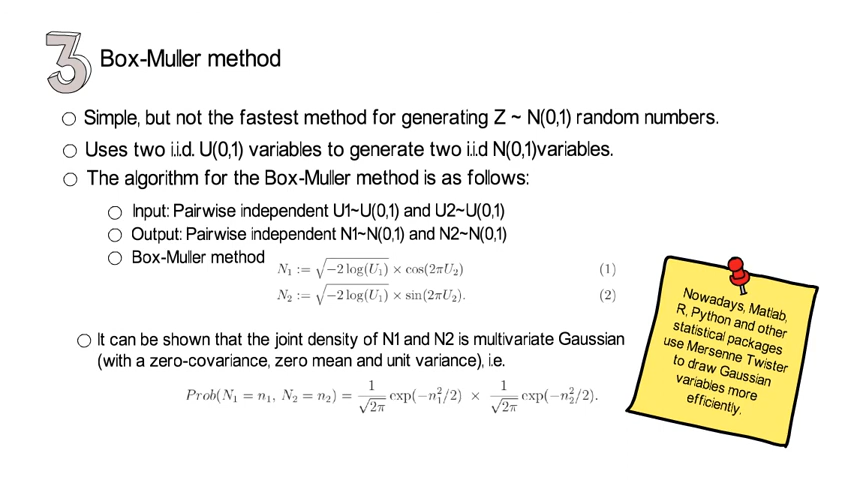 3 Box-Muller method
Simple, but not the fastest method for generating Z ~ N(0,1) random numbers.
Uses two i.i.d. U(0,1) variables to generate two i.i.d N(0,1)variables.
The algorithm for the Box-Muller method is as follows:
Input: Pairwise independent U1~U(0,1) and U2~U(0,1)
Output: Pairwise independent N1~N(0,1) and N2~N(0,1)
Box-Muller method
N₁ := √(−2 log(U₁)) × cos(2πU₂) (1)
N₂ := √(−2 log(U₁)) × sin(2πU₂). (2)
It can be shown that the joint density of N1 and N2 is multivariate Gaussian
(with a zero-covariance, zero mean and unit variance), i.e.
Prob(N₁ = n₁, N₂ = n₂) = 1/√2π exp(−n₁²/2) × 1/√2π exp(−n₂²/2).
Nowadays, Matlab,
R, Python and other
statistical packages
use Mersenne Twister
to draw Gaussian
variables more
efficiently.